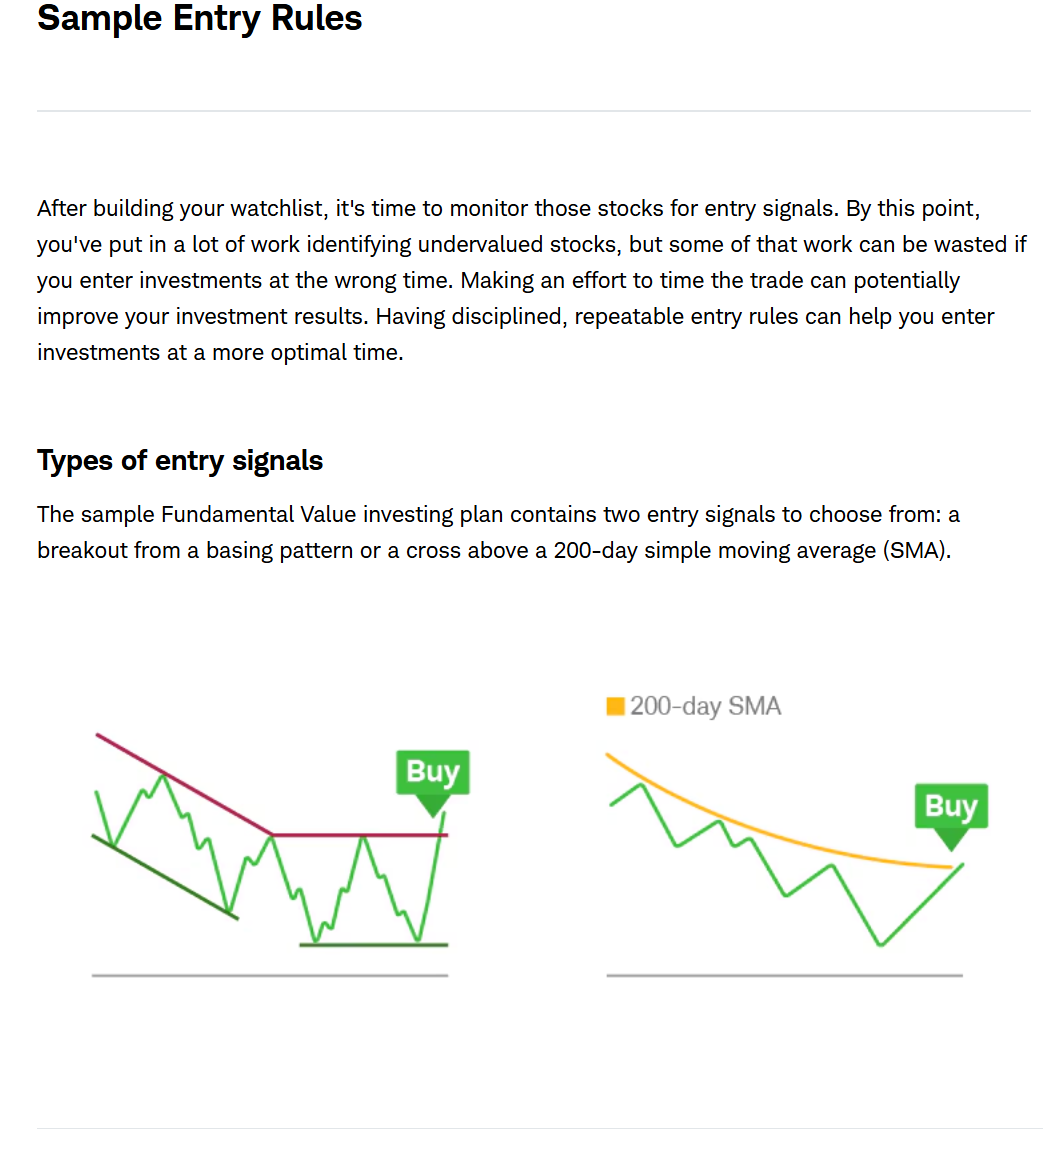 Sample Entry Rules
After building your watchlist, it's time to monitor those stocks for entry signals. By this point,
you've put in a lot of work identifying undervalued stocks, but some of that work can be wasted if
you enter investments at the wrong time. Making an effort to time the trade can potentially
improve your investment results. Having disciplined, repeatable entry rules can help you enter
investments at a more optimal time.
Types of entry signals
The sample Fundamental Value investing plan contains two entry signals to choose from: a
breakout from a basing pattern or a cross above a 200-day simple moving average (SMA).
200-day SMA
Buy
Buy